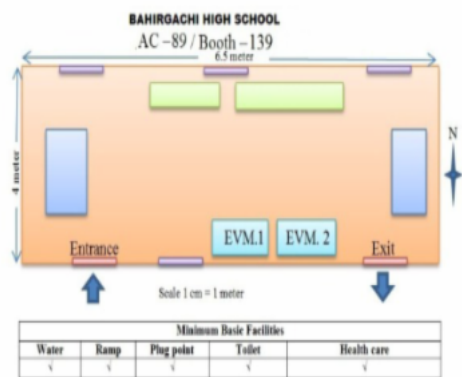 BAHIRGACHI HIGH SCHOOL
AC –89 / Booth –139
6.5 meter
4 meter
N
EVM.1 EVM. 2
Entrance Exit
Scale 1 cm = 1 meter
Minimum Basic Facilities
Water Ramp Plug point Toilet Health care
√ √ √ √ √